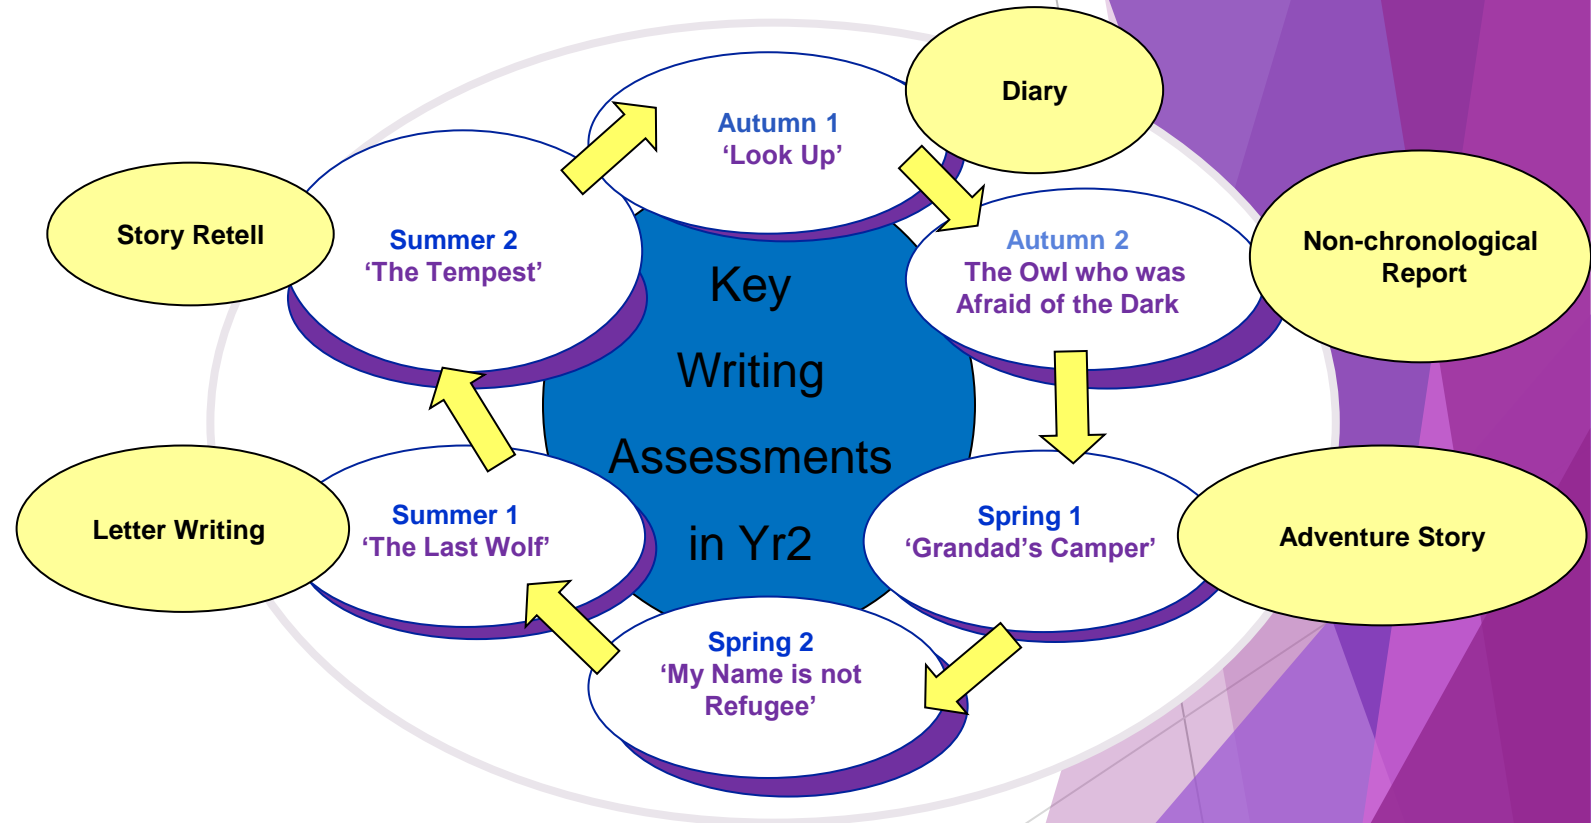 Diary
Autumn 1
‘Look Up’
Story Retell
Summer 2
‘The Tempest’
Autumn 2
The Owl who was
Afraid of the Dark
Non-chronological
Report
Key
Writing
Assessments
in Yr2
Letter Writing
Summer 1
‘The Last Wolf’
Spring 1
‘Grandad’s Camper’
Adventure Story
Spring 2
‘My Name is not
Refugee’